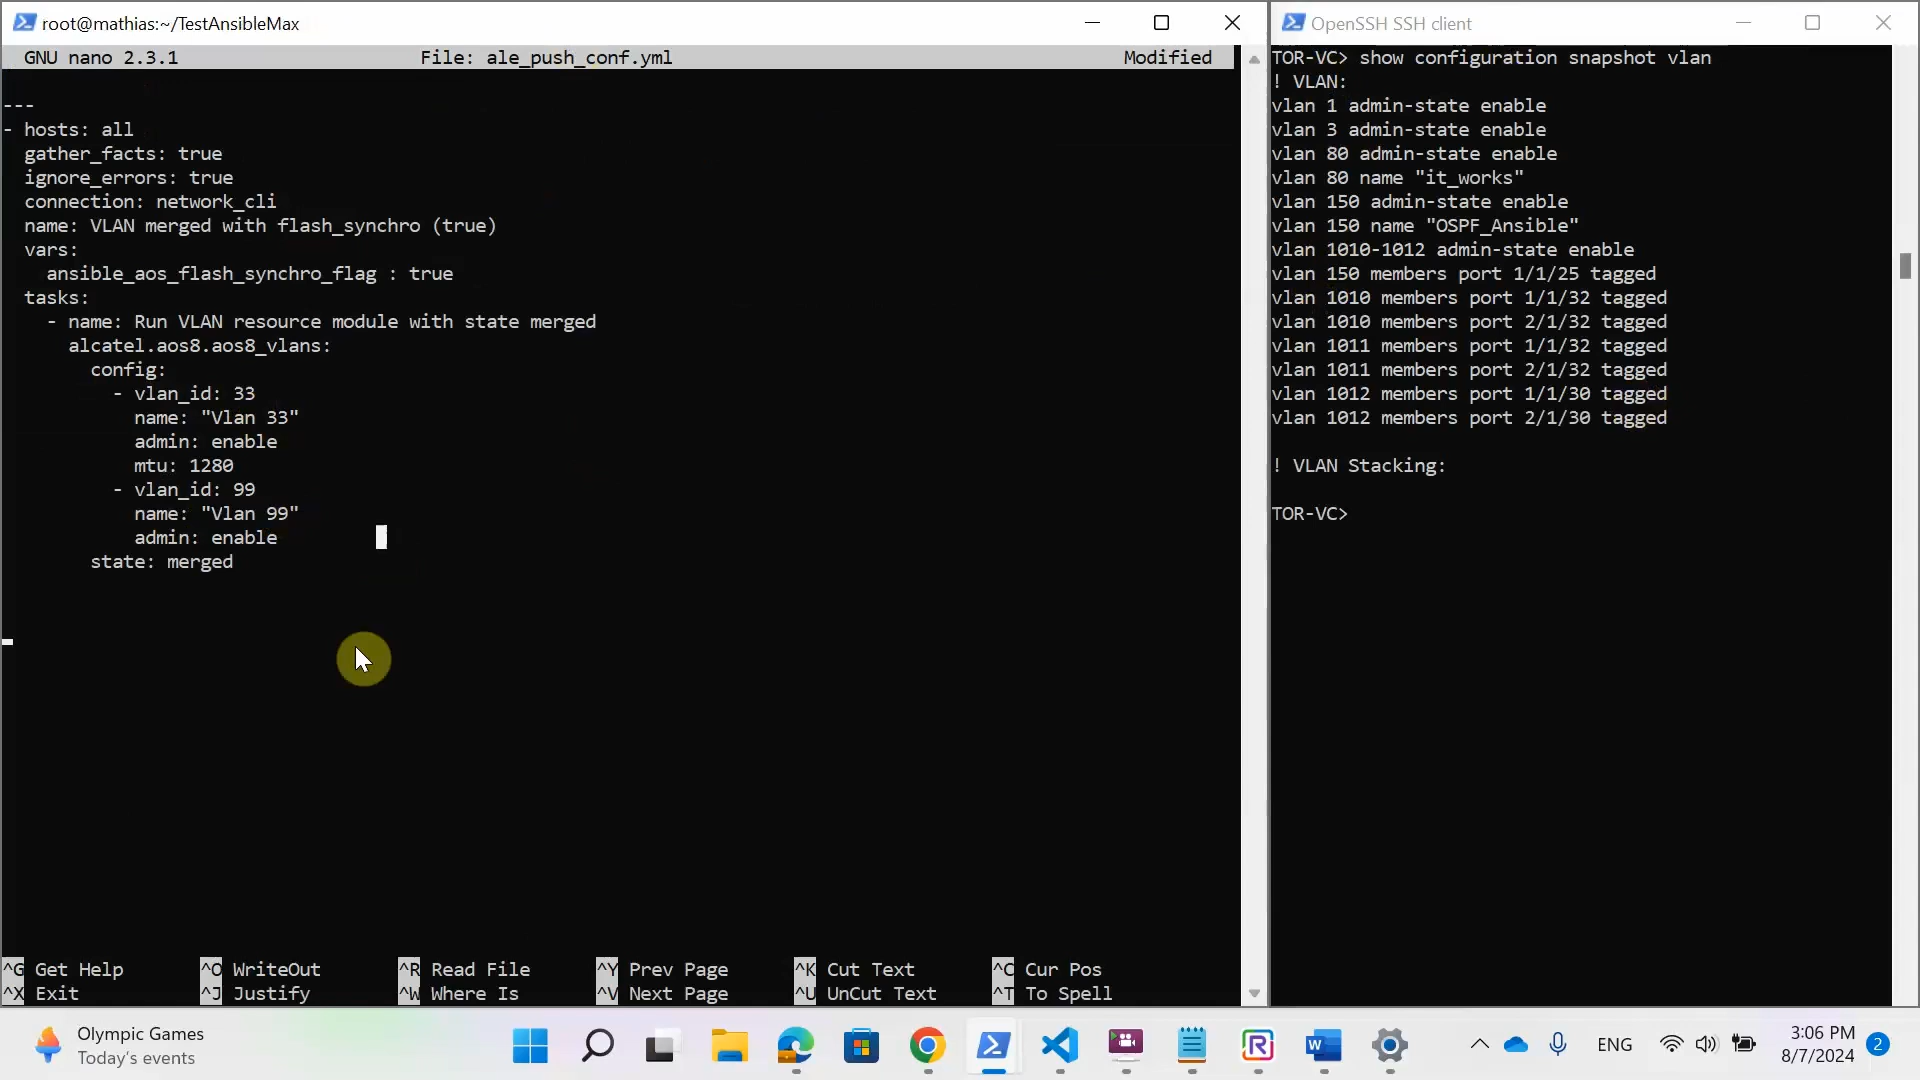 root@mathias:~/TestAnsibleMax
GNU nano 2.3.1 File: ale_push_conf.yml Modified
---
- hosts: all
  gather_facts: true
  ignore_errors: true
  connection: network_cli
  name: VLAN merged with flash_synchro (true)
  vars:
    ansible_aos_flash_synchro_flag : true
  tasks:
    - name: Run VLAN resource module with state merged
      alcatel.aos8.aos8_vlans:
        config:
          - vlan_id: 33
            name: "Vlan 33"
            admin: enable
            mtu: 1280
          - vlan_id: 99
            name: "Vlan 99"
            admin: enable
        state: merged
^G Get Help ^O WriteOut ^R Read File ^Y Prev Page ^K Cut Text ^C Cur Pos
^X Exit ^J Justify ^W Where Is ^V Next Page ^U UnCut Text ^T To Spell
OpenSSH SSH client
TOR-VC> show configuration snapshot vlan
! VLAN:
vlan 1 admin-state enable
vlan 3 admin-state enable
vlan 80 admin-state enable
vlan 80 name "it_works"
vlan 150 admin-state enable
vlan 150 name "OSPF_Ansible"
vlan 1010-1012 admin-state enable
vlan 150 members port 1/1/25 tagged
vlan 1010 members port 1/1/32 tagged
vlan 1010 members port 2/1/32 tagged
vlan 1011 members port 1/1/32 tagged
vlan 1011 members port 2/1/32 tagged
vlan 1012 members port 1/1/30 tagged
vlan 1012 members port 2/1/30 tagged
! VLAN Stacking:
TOR-VC>
Olympic Games
Today's events
ENG
3:06 PM
8/7/2024
2